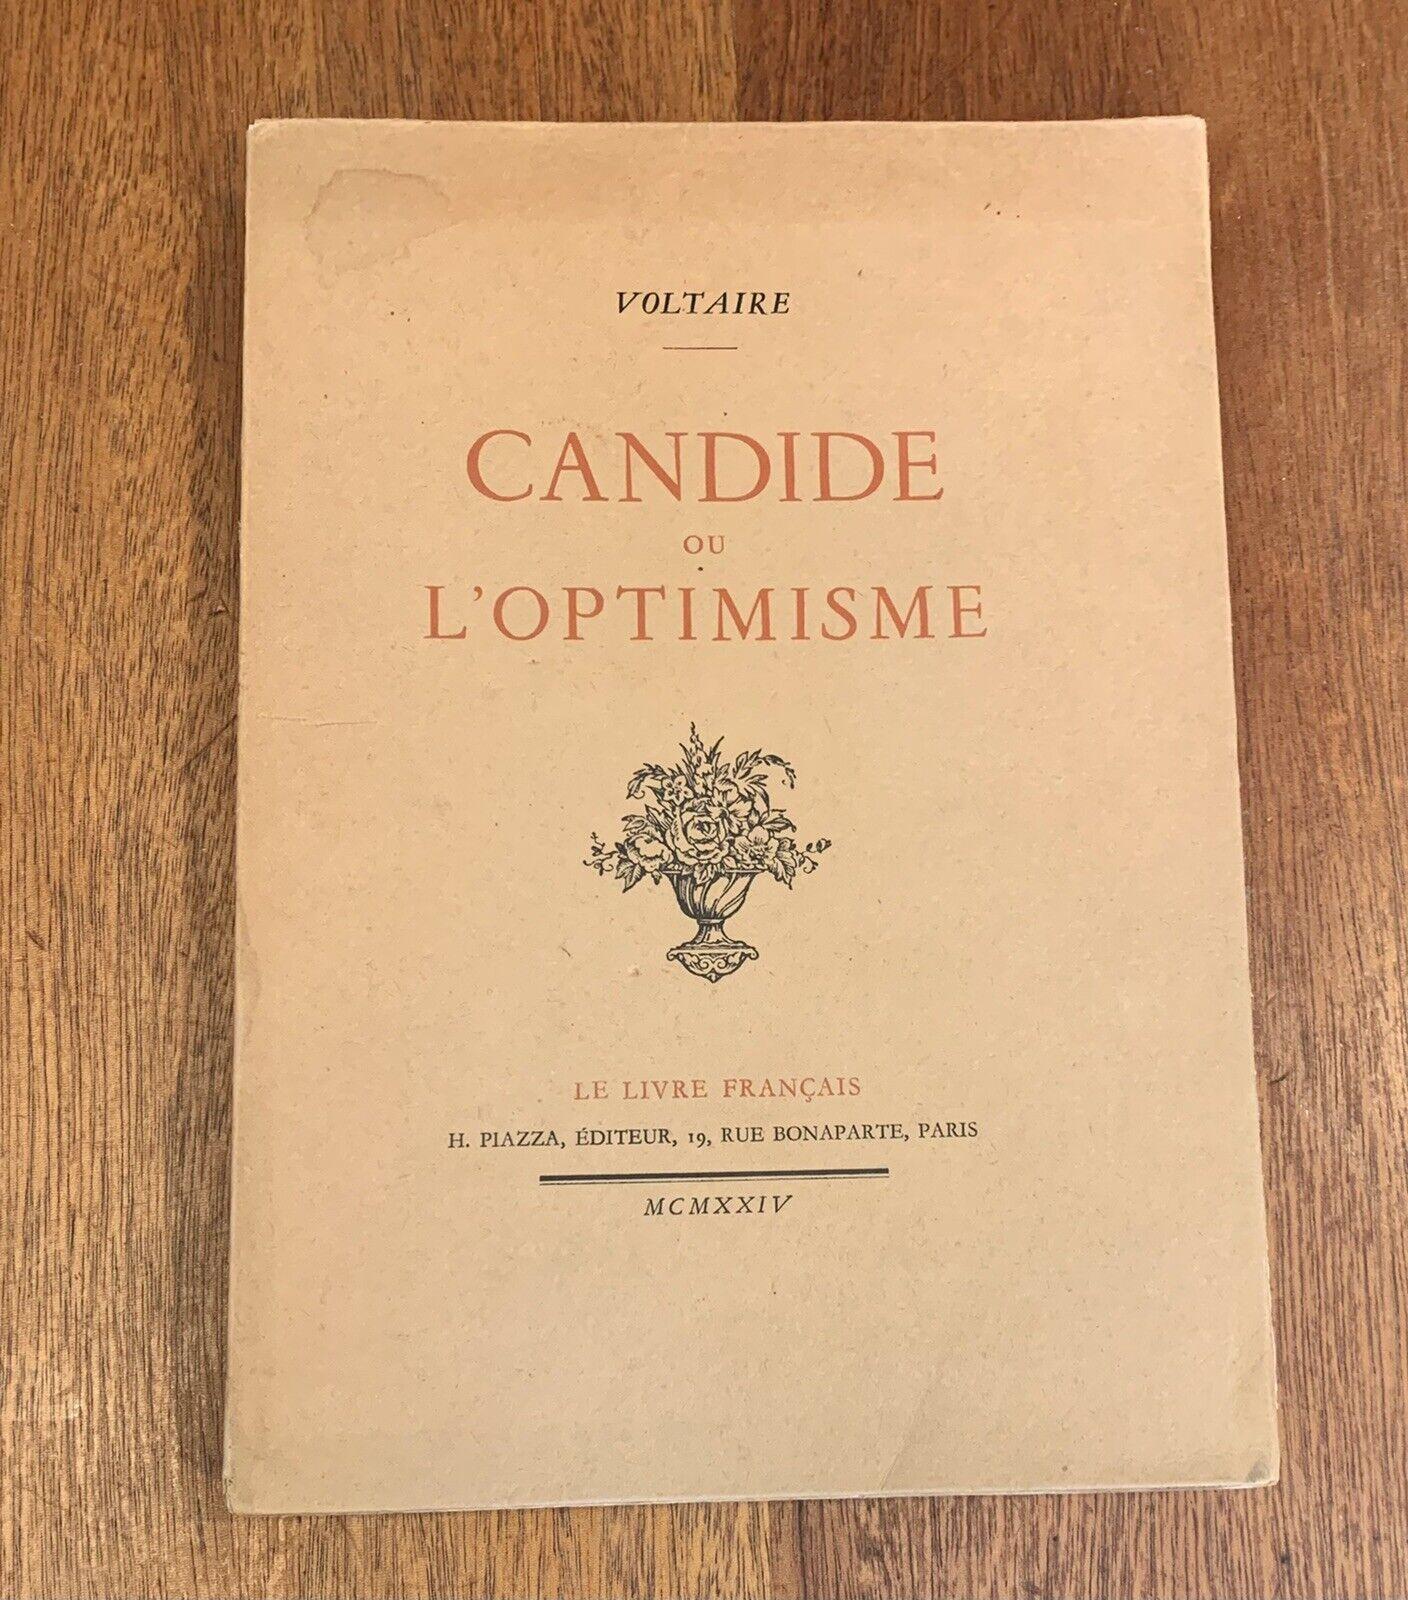 VOLTAIRE
CANDIDE
OU
L'OPTIMISME
LE LIVRE FRANÇAIS
H. PIAZZA, ÉDITEUR, 19, RUE BONAPARTE, PARIS
MCMXXIV